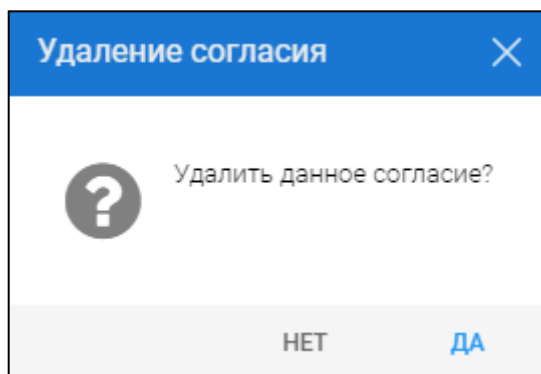 Удаление согласия
Удалить данное согласие?
НЕТ ДА